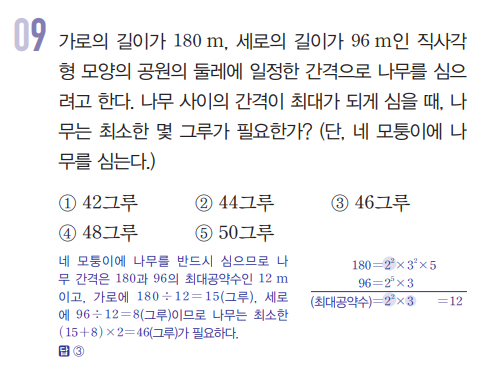 09
가로의 길이가 180 m, 세로의 길이가 96 m인 직사각
형 모양의 공원의 둘레에 일정한 간격으로 나무를 심으
려고 한다. 나무 사이의 간격이 최대가 되게 심을 때, 나
무는 최소한 몇 그루가 필요한가? (단, 네 모퉁이에 나
무를 심는다.)
① 42그루 ② 44그루 ③ 46그루
④ 48그루 ⑤ 50그루
네 모퉁이에 나무를 반드시 심으므로 나
무 간격은 180과 96의 최대공약수인 12 m
이고, 가로에 180÷12=15(그루), 세로
에 96÷12=8(그루)이므로 나무는 최소한
(15+8)×2=46(그루)가 필요하다.
답 ③
180=2²×3²×5
96=2⁵×3
(최대공약수)=2²×3 =12